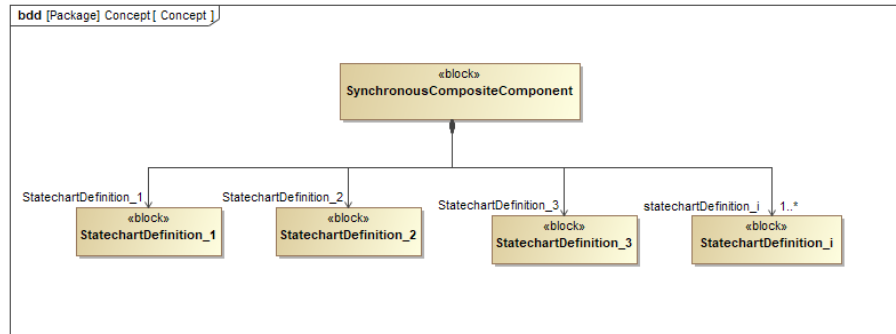 bdd [Package] Concept [ Concept ]
«block»
SynchronousCompositeComponent
StatechartDefinition_1
StatechartDefinition_2
StatechartDefinition_3
statechartDefinition_i
1..*
«block»
StatechartDefinition_1
«block»
StatechartDefinition_2
«block»
StatechartDefinition_3
«block»
StatechartDefinition_i